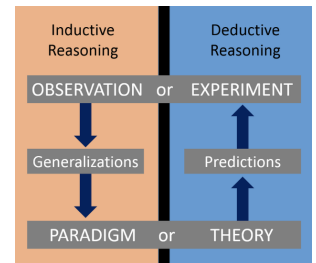 Inductive
Reasoning
Deductive
Reasoning
OBSERVATION or EXPERIMENT
Generalizations
Predictions
PARADIGM or THEORY